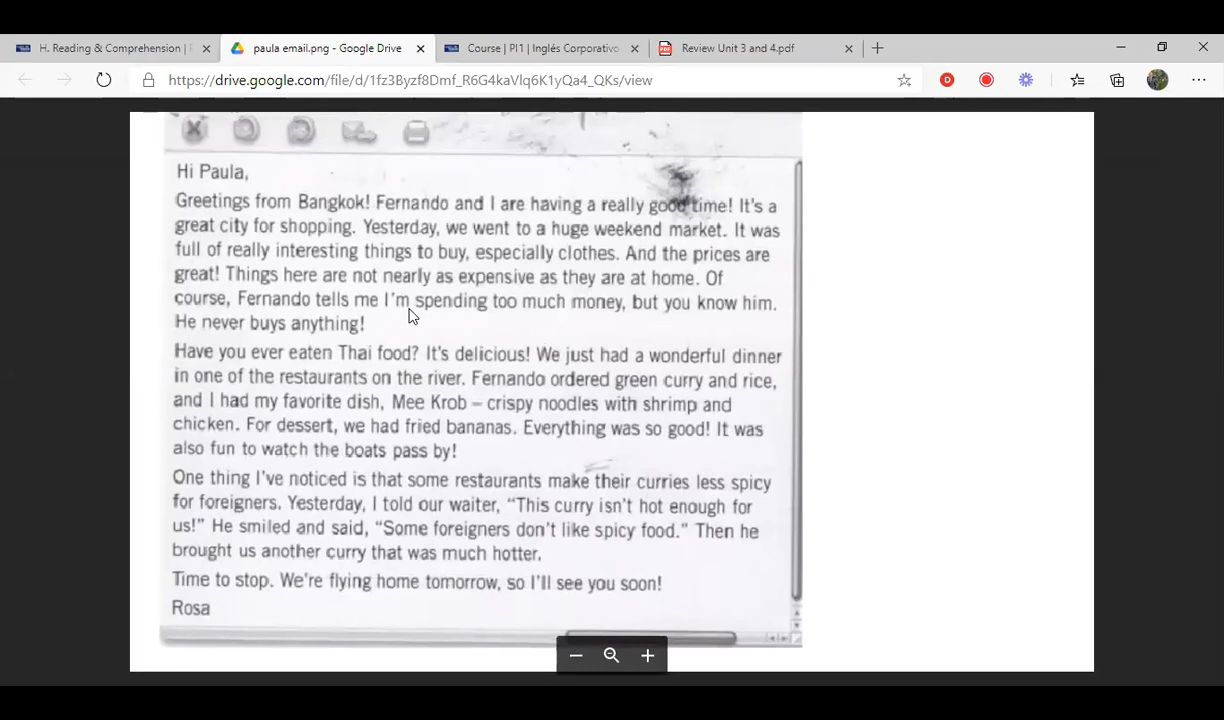 H. Reading & Comprehension |
paula email.png - Google Drive
Course | PI1 | Inglés Corporativo
Review Unit 3 and 4.pdf
https://drive.google.com/file/d/1fz3Byzf8Dmf_R6G4kaVlq6K1yQa4_QKs/view
Hi Paula,
Greetings from Bangkok! Fernando and I are having a really good time! It's a
great city for shopping. Yesterday, we went to a huge weekend market. It was
full of really interesting things to buy, especially clothes. And the prices are
great! Things here are not nearly as expensive as they are at home. Of
course, Fernando tells me I'm spending too much money, but you know him.
He never buys anything!
Have you ever eaten Thai food? It's delicious! We just had a wonderful dinner
in one of the restaurants on the river. Fernando ordered green curry and rice,
and I had my favorite dish, Mee Krob – crispy noodles with shrimp and
chicken. For dessert, we had fried bananas. Everything was so good! It was
also fun to watch the boats pass by!
One thing I've noticed is that some restaurants make their curries less spicy
for foreigners. Yesterday, I told our waiter, "This curry isn't hot enough for
us!" He smiled and said, "Some foreigners don't like spicy food." Then he
brought us another curry that was much hotter.
Time to stop. We're flying home tomorrow, so I'll see you soon!
Rosa